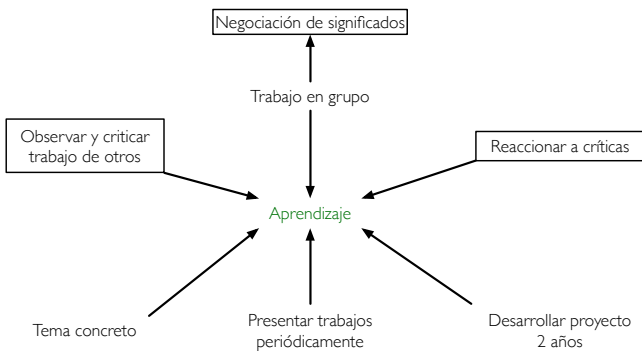 Negociación de significados
Trabajo en grupo
Observar y criticar
trabajo de otros
Reaccionar a críticas
Aprendizaje
Tema concreto
Presentar trabajos
periódicamente
Desarrollar proyecto
2 años